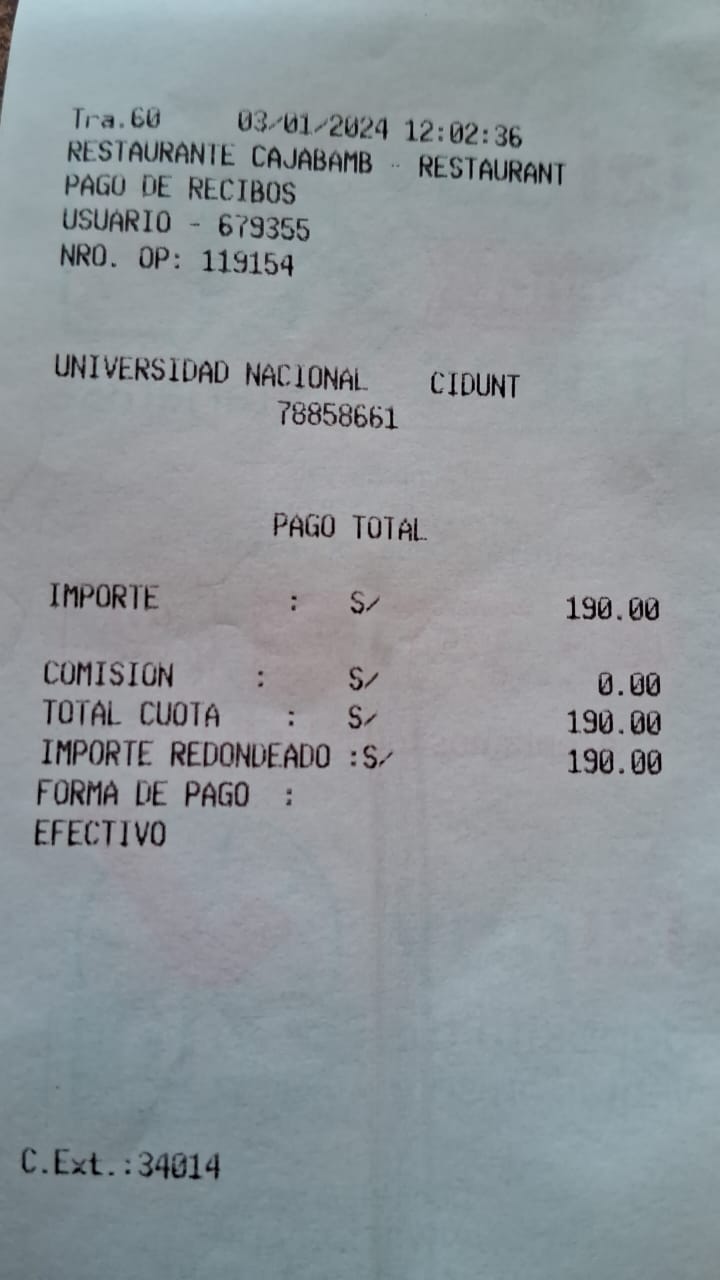 Tra.60 03/01/2024 12:02:36
RESTAURANTE CAJABAMB - RESTAURANT
PAGO DE RECIBOS
USUARIO - 679355
NRO. OP: 119154
UNIVERSIDAD NACIONAL CIDUNT
78858661
PAGO TOTAL
IMPORTE : S/ 190.00
COMISION : S/ 0.00
TOTAL CUOTA : S/ 190.00
IMPORTE REDONDEADO :S/ 190.00
FORMA DE PAGO :
EFECTIVO
C.Ext.:34014